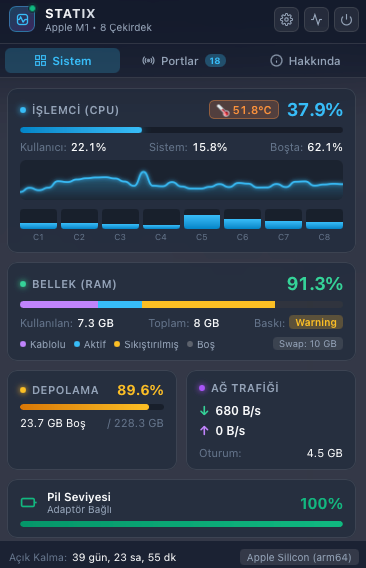 STATIX
Apple M1 • 8 Çekirdek
Sistem
Portlar 18
Hakkında
İŞLEMCİ (CPU) 51.8°C 37.9%
Kullanıcı: 22.1% Sistem: 15.8% Boşta: 62.1%
C1 C2 C3 C4 C5 C6 C7 C8
BELLEK (RAM) 91.3%
Kullanılan: 7.3 GB Toplam: 8 GB Baskı: Warning
Kablolu Aktif Sıkıştırılmış Boş Swap: 10 GB
DEPOLAMA 89.6%
23.7 GB Boş / 228.3 GB
AĞ TRAFİĞİ
↓ 680 B/s
↑ 0 B/s
Oturum: 4.5 GB
Pil Seviyesi
Adaptör Bağlı
100%
Açık Kalma: 39 gün, 23 sa, 55 dk Apple Silicon (arm64)